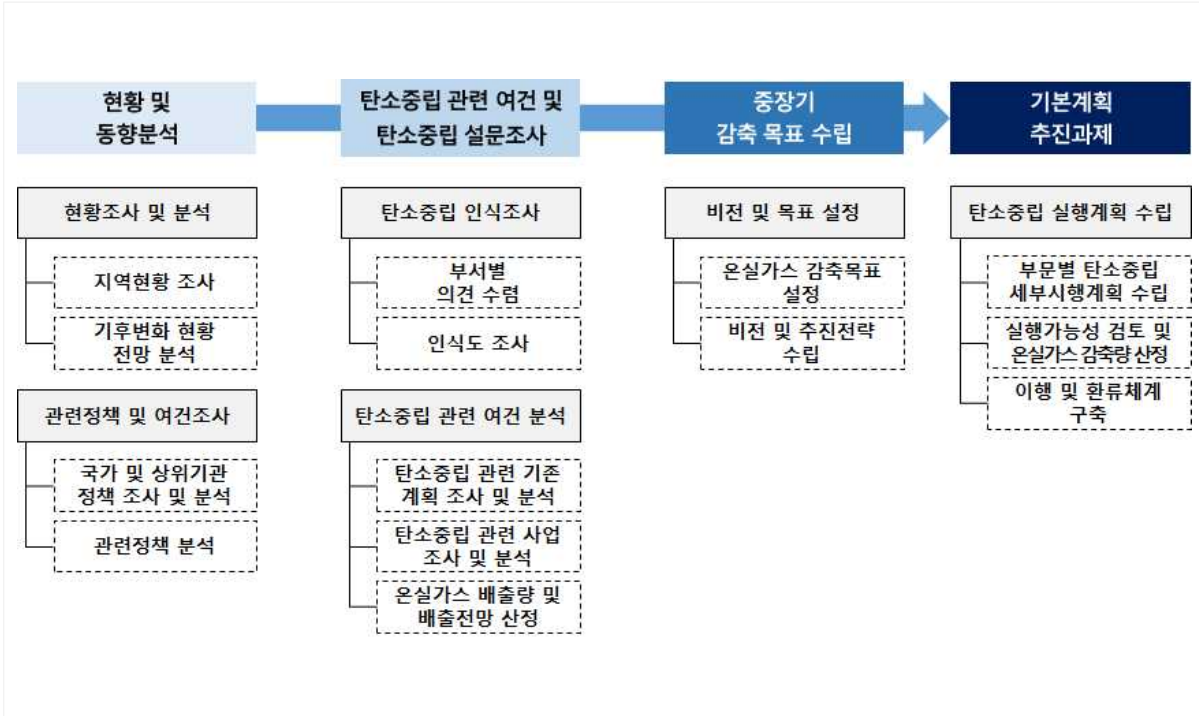 현황 및
동향분석
탄소중립 관련 여건 및
탄소중립 설문조사
중장기
감축 목표 수립
기본계획
추진과제
현황조사 및 분석
지역현황 조사
기후변화 현황
전망 분석
관련정책 및 여건조사
국가 및 상위기관
정책 조사 및 분석
관련정책 분석
탄소중립 인식조사
부서별
의견 수렴
인식도 조사
탄소중립 관련 여건 분석
탄소중립 관련 기존
계획 조사 및 분석
탄소중립 관련 사업
조사 및 분석
온실가스 배출량 및
배출전망 산정
비전 및 목표 설정
온실가스 감축목표
설정
비전 및 추진전략
수립
탄소중립 실행계획 수립
부문별 탄소중립
세부시행계획 수립
실행가능성 검토 및
온실가스 감축량 산정
이행 및 환류체계
구축